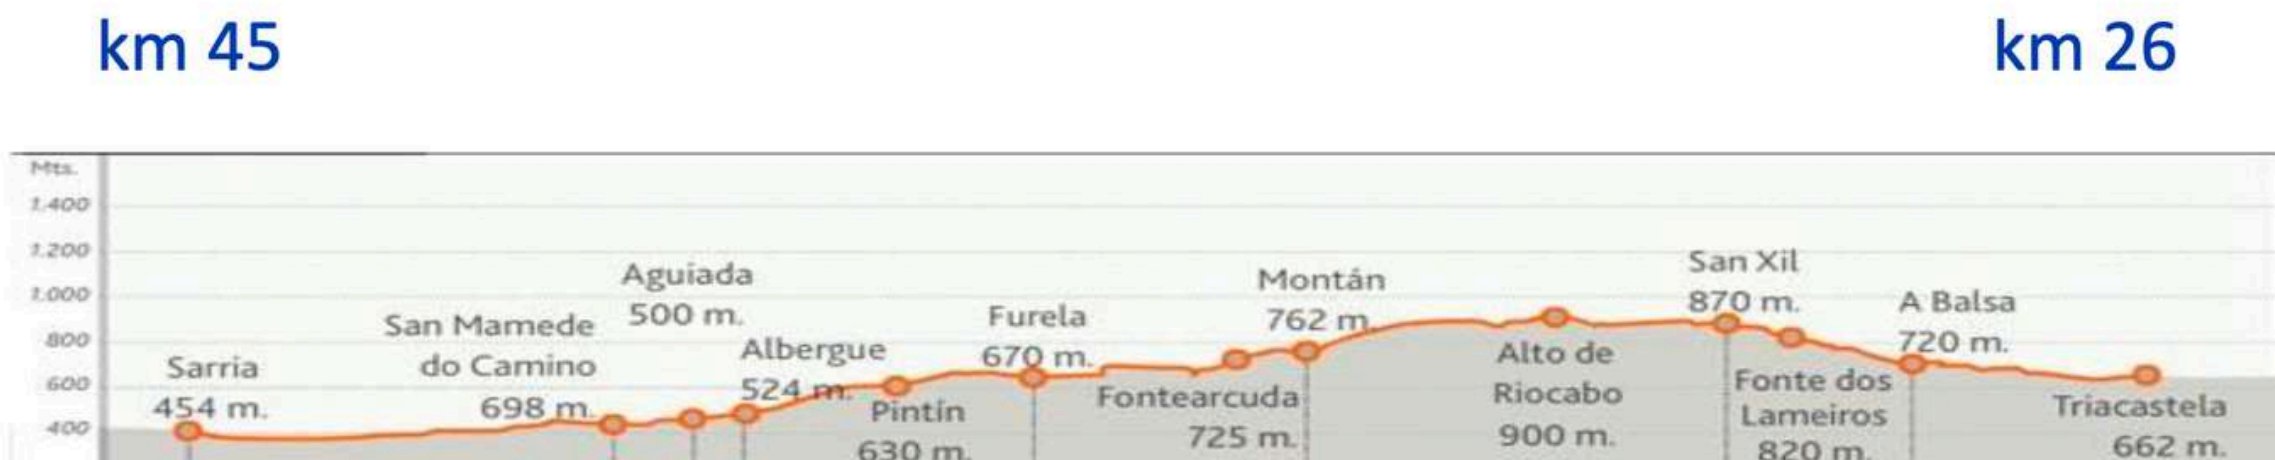 km 45
km 26
Mts.
1.400
1.200
1.000
800
600
400
Sarria
454 m.
San Mamede
do Camino
698 m.
Aguiada
500 m.
Albergue
524 m.
Pintín
630 m.
Furela
670 m.
Fontearcuda
725 m.
Montán
762 m.
Alto de
Riocabo
900 m.
San Xil
870 m.
Fonte dos
Lameiros
820 m.
A Balsa
720 m.
Triacastela
662 m.